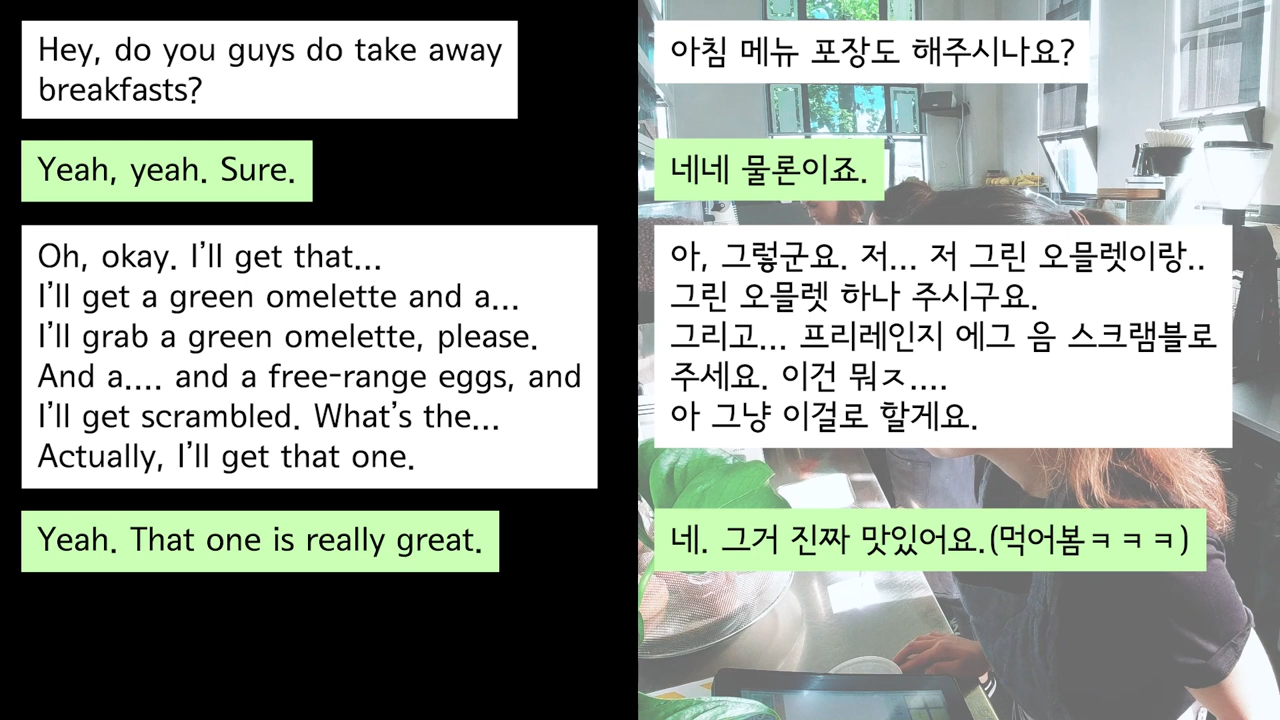 Hey, do you guys do take away
breakfasts?
Yeah, yeah. Sure.
Oh, okay. I’ll get that...
I’ll get a green omelette and a...
I’ll grab a green omelette, please.
And a.... and a free-range eggs, and
I’ll get scrambled. What’s the...
Actually, I’ll get that one.
Yeah. That one is really great.
아침 메뉴 포장도 해주시나요?
네네 물론이죠.
아, 그렇군요. 저... 저 그린 오믈렛이랑..
그린 오믈렛 하나 주시구요.
그리고... 프리레인지 에그 음 스크램블로
주세요. 이건 뭐ㅈ....
아 그냥 이걸로 할게요.
네. 그거 진짜 맛있어요.(먹어봄ㅋㅋㅋ)